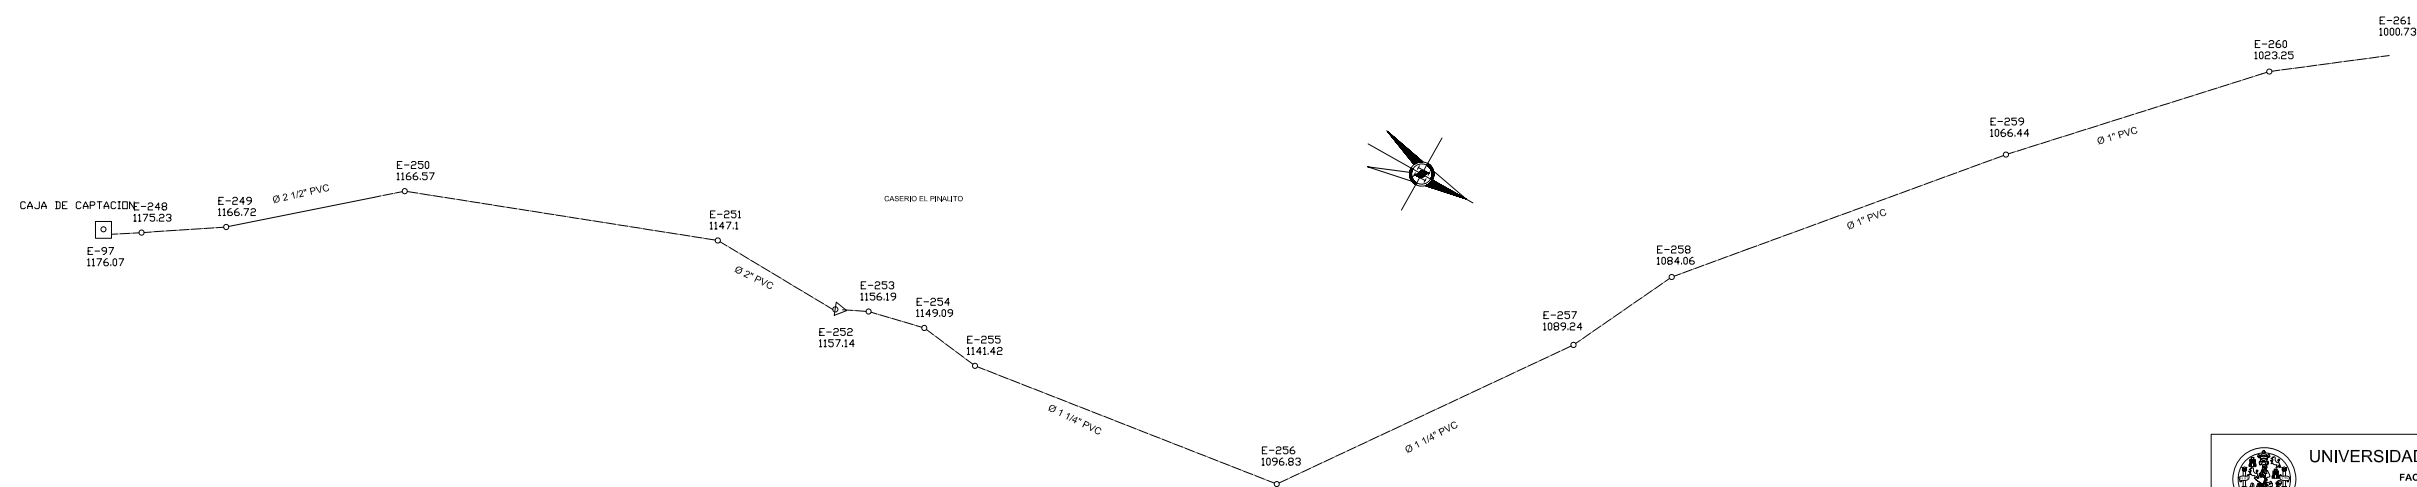 CAJA DE CAPTACION
E-97
1176.07
E-248
1175.23
E-249
1166.72
Ø 2 1/2" PVC
E-250
1166.57
E-251
1147.1
Ø 2" PVC
E-252
1157.14
E-253
1156.19
E-254
1149.09
E-255
1141.42
CASERIO EL PINALITO
Ø 1 1/4" PVC
E-256
1096.83
Ø 1 1/4" PVC
E-257
1089.24
E-258
1084.06
Ø 1" PVC
E-259
1066.44
Ø 1" PVC
E-260
1023.25
E-261
1000.73
UNIVERSIDAD
FAC